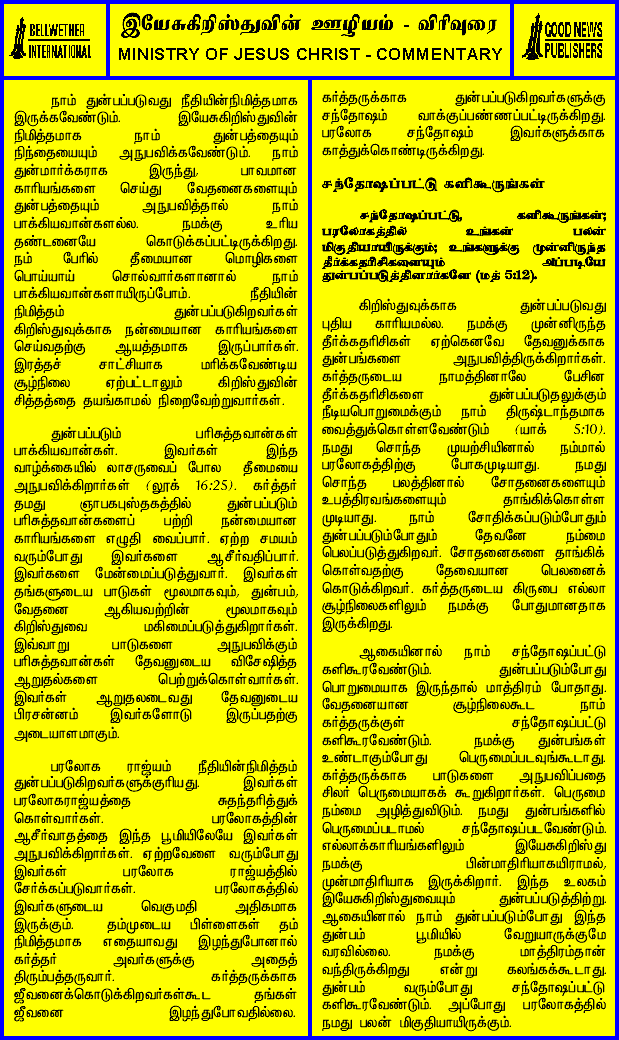 BELLWETHER
INTERNATIONAL
இயேசுகிறிஸ்துவின் ஊழியம் - விரிவுரை
MINISTRY OF JESUS CHRIST - COMMENTARY
GOOD NEWS
PUBLISHERS
நாம் துன்பப்படுவது நீதியின்நிமித்தமாக
இருக்கவேண்டும். இயேசுகிறிஸ்துவின்
நிமித்தமாக நாம் துன்பத்தையும்
நிந்தையையும் அநுபவிக்கவேண்டும். நாம்
துன்மார்க்கராக இருந்து, பாவமான
காரியங்களை செய்து வேதனைகளையும்
துன்பத்தையும் அநுபவித்தால் நாம்
பாக்கியவான்களல்ல. நமக்கு உரிய
தண்டனையே கொடுக்கப்பட்டிருக்கிறது.
நம் பேரில் தீமையான மொழிகளை
பொய்யாய் சொல்வார்களானால் நாம்
பாக்கியவான்களாயிருப்போம். நீதியின்
நிமித்தம் துன்பப்படுகிறவர்கள்
கிறிஸ்துவுக்காக நன்மையான காரியங்களை
செய்வதற்கு ஆயத்தமாக இருப்பார்கள்.
இரத்தச் சாட்சியாக மரிக்கவேண்டிய
சூழ்நிலை ஏற்பட்டாலும் கிறிஸ்துவின்
சித்தத்தை தயங்காமல் நிறைவேற்றுவார்கள்.
துன்பப்படும் பரிசுத்தவான்கள்
பாக்கியவான்கள். இவர்கள் இந்த
வாழ்க்கையில் லாசருவைப் போல தீமையை
அநுபவிக்கிறார்கள் (லூக் 16:25). கர்த்தர்
தமது ஞாபகபுஸ்தகத்தில் துன்பப்படும்
பரிசுத்தவான்களைப் பற்றி நன்மையான
காரியங்களை எழுதி வைப்பார். ஏற்ற சமயம்
வரும்போது இவர்களை ஆசீர்வதிப்பார்.
இவர்களை மேன்மைப்படுத்துவார். இவர்கள்
தங்களுடைய பாடுகள் மூலமாகவும், துன்பம்,
வேதனை ஆகியவற்றின் மூலமாகவும்
கிறிஸ்துவை மகிமைப்படுத்துகிறார்கள்.
இவ்வாறு பாடுகளை அநுபவிக்கும்
பரிசுத்தவான்கள் தேவனுடைய விசேஷித்த
ஆறுதல்களை பெற்றுக்கொள்வார்கள்.
இவர்கள் ஆறுதலடைவது தேவனுடைய
பிரசன்னம் இவர்களோடு இருப்பதற்கு
அடையாளமாகும்.
பரலோக ராஜ்யம் நீதியின்நிமித்தம்
துன்பப்படுகிறவர்களுக்குரியது. இவர்கள்
பரலோகராஜ்யத்தை சுதந்தரித்துக்
கொள்வார்கள். பரலோகத்தின்
ஆசீர்வாதத்தை இந்த பூமியிலேயே இவர்கள்
அநுபவிக்கிறார்கள். ஏற்றவேளை வரும்போது
இவர்கள் பரலோக ராஜ்யத்தில்
சேர்க்கப்படுவார்கள். பரலோகத்தில்
இவர்களுடைய வெகுமதி அதிகமாக
இருக்கும். தம்முடைய பிள்ளைகள் தம்
நிமித்தமாக எதையாவது இழந்துபோனால்
கர்த்தர் அவர்களுக்கு அதைத்
திரும்பத்தருவார். கர்த்தருக்காக
ஜீவனைக்கொடுக்கிறவர்கள்கூட தங்கள்
ஜீவனை இழந்துபோவதில்லை.
கர்த்தருக்காக துன்பப்படுகிறவர்களுக்கு
சந்தோஷம் வாக்குப்பண்ணப்பட்டிருக்கிறது.
பரலோக சந்தோஷம் இவர்களுக்காக
காத்துக்கொண்டிருக்கிறது.
சந்தோஷப்பட்டு களிகூருங்கள்
சந்தோஷப்பட்டு, களிகூருங்கள்;
பரலோகத்தில் உங்கள் பலன்
மிகுதியாயிருக்கும்; உங்களுக்கு முன்னிருந்த
தீர்க்கதரிசிகளையும் அப்படியே
துன்பப்படுத்தினார்களே (மத் 5:12).
கிறிஸ்துவுக்காக துன்பப்படுவது
புதிய காரியமல்ல. நமக்கு முன்னிருந்த
தீர்க்கதரிசிகள் ஏற்கெனவே தேவனுக்காக
துன்பங்களை அநுபவித்திருக்கிறார்கள்.
கர்த்தருடைய நாமத்தினாலே பேசின
தீர்க்கதரிசிகளை துன்பப்படுதலுக்கும்
நீடியபொறுமைக்கும் நாம் திருஷ்டாந்தமாக
வைத்துக்கொள்ளவேண்டும் (யாக் 5:10).
நமது சொந்த முயற்சியினால் நம்மால்
பரலோகத்திற்கு போகமுடியாது. நமது
சொந்த பலத்தினால் சோதனைகளையும்
உபத்திரவங்களையும் தாங்கிக்கொள்ள
முடியாது. நாம் சோதிக்கப்படும்போதும்
துன்பப்படும்போதும் தேவனே நம்மை
பெலப்படுத்துகிறவர். சோதனைகளை தாங்கிக்
கொள்வதற்கு தேவையான பெலனைக்
கொடுக்கிறவர். கர்த்தருடைய கிருபை எல்லா
சூழ்நிலைகளிலும் நமக்கு போதுமானதாக
இருக்கிறது.
ஆகையினால் நாம் சந்தோஷப்பட்டு
களிகூரவேண்டும். துன்பப்படும்போது
பொறுமையாக இருந்தால் மாத்திரம் போதாது.
வேதனையான சூழ்நிலைகூட நாம்
கர்த்தருக்குள் சந்தோஷப்பட்டு
களிகூரவேண்டும். நமக்கு துன்பங்கள்
உண்டாகும்போது பெருமைப்படவுங்கூடாது.
கர்த்தருக்காக பாடுகளை அநுபவிப்பதை
சிலர் பெருமையாகக் கூறுகிறார்கள். பெருமை
நம்மை அழித்துவிடும். நமது துன்பங்களில்
பெருமைப்படாமல் சந்தோஷப்படவேண்டும்.
எல்லாக்காரியங்களிலும் இயேசுகிறிஸ்து
நமக்கு பின்மாதிரியாகயிராமல்,
முன்மாதிரியாக இருக்கிறார். இந்த உலகம்
இயேசுகிறிஸ்துவையும் துன்பப்படுத்திற்று.
ஆகையினால் நாம் துன்பப்படும்போது இந்த
துன்பம் பூமியில் வேறுயாருக்குமே
வரவில்லை. நமக்கு மாத்திரம்தான்
வந்திருக்கிறது என்று கலங்கக்கூடாது.
துன்பம் வரும்போது சந்தோஷப்பட்டு
களிகூரவேண்டும். அப்போது பரலோகத்தில்
நமது பலன் மிகுதியாயிருக்கும்.